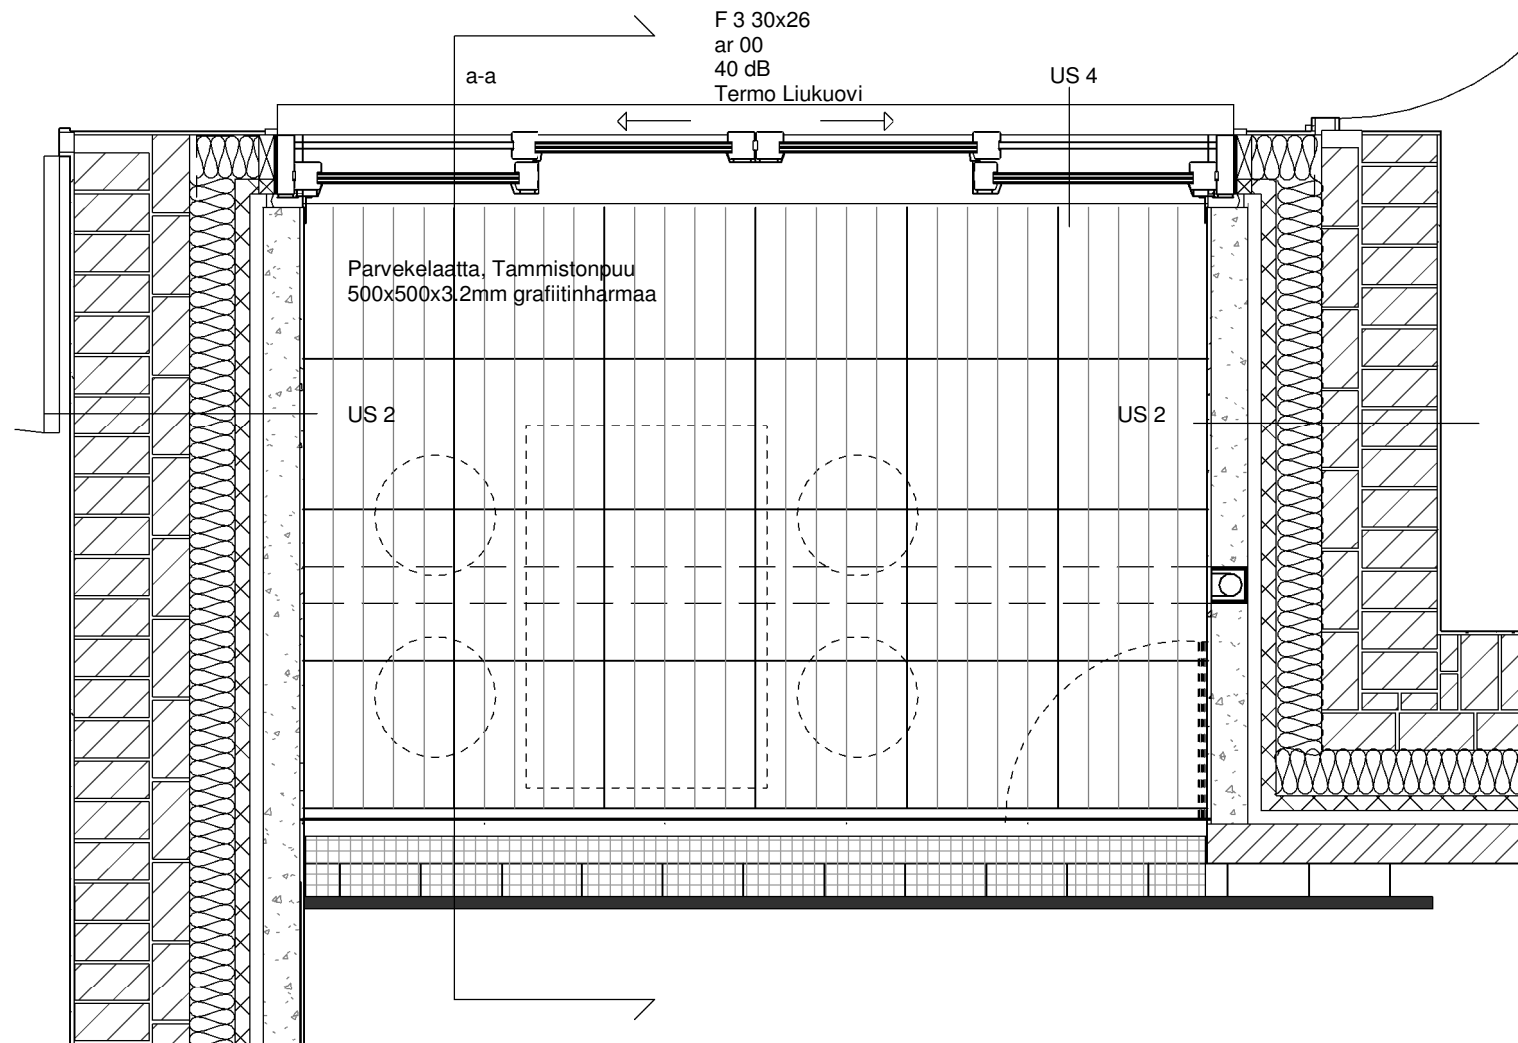 F 3 30x26
ar 00
40 dB
Termo Liukuovi
a-a
US 4
Parvekelaatta, Tammistonpuu
500x500x3.2mm grafiitinharmaa
US 2
US 2